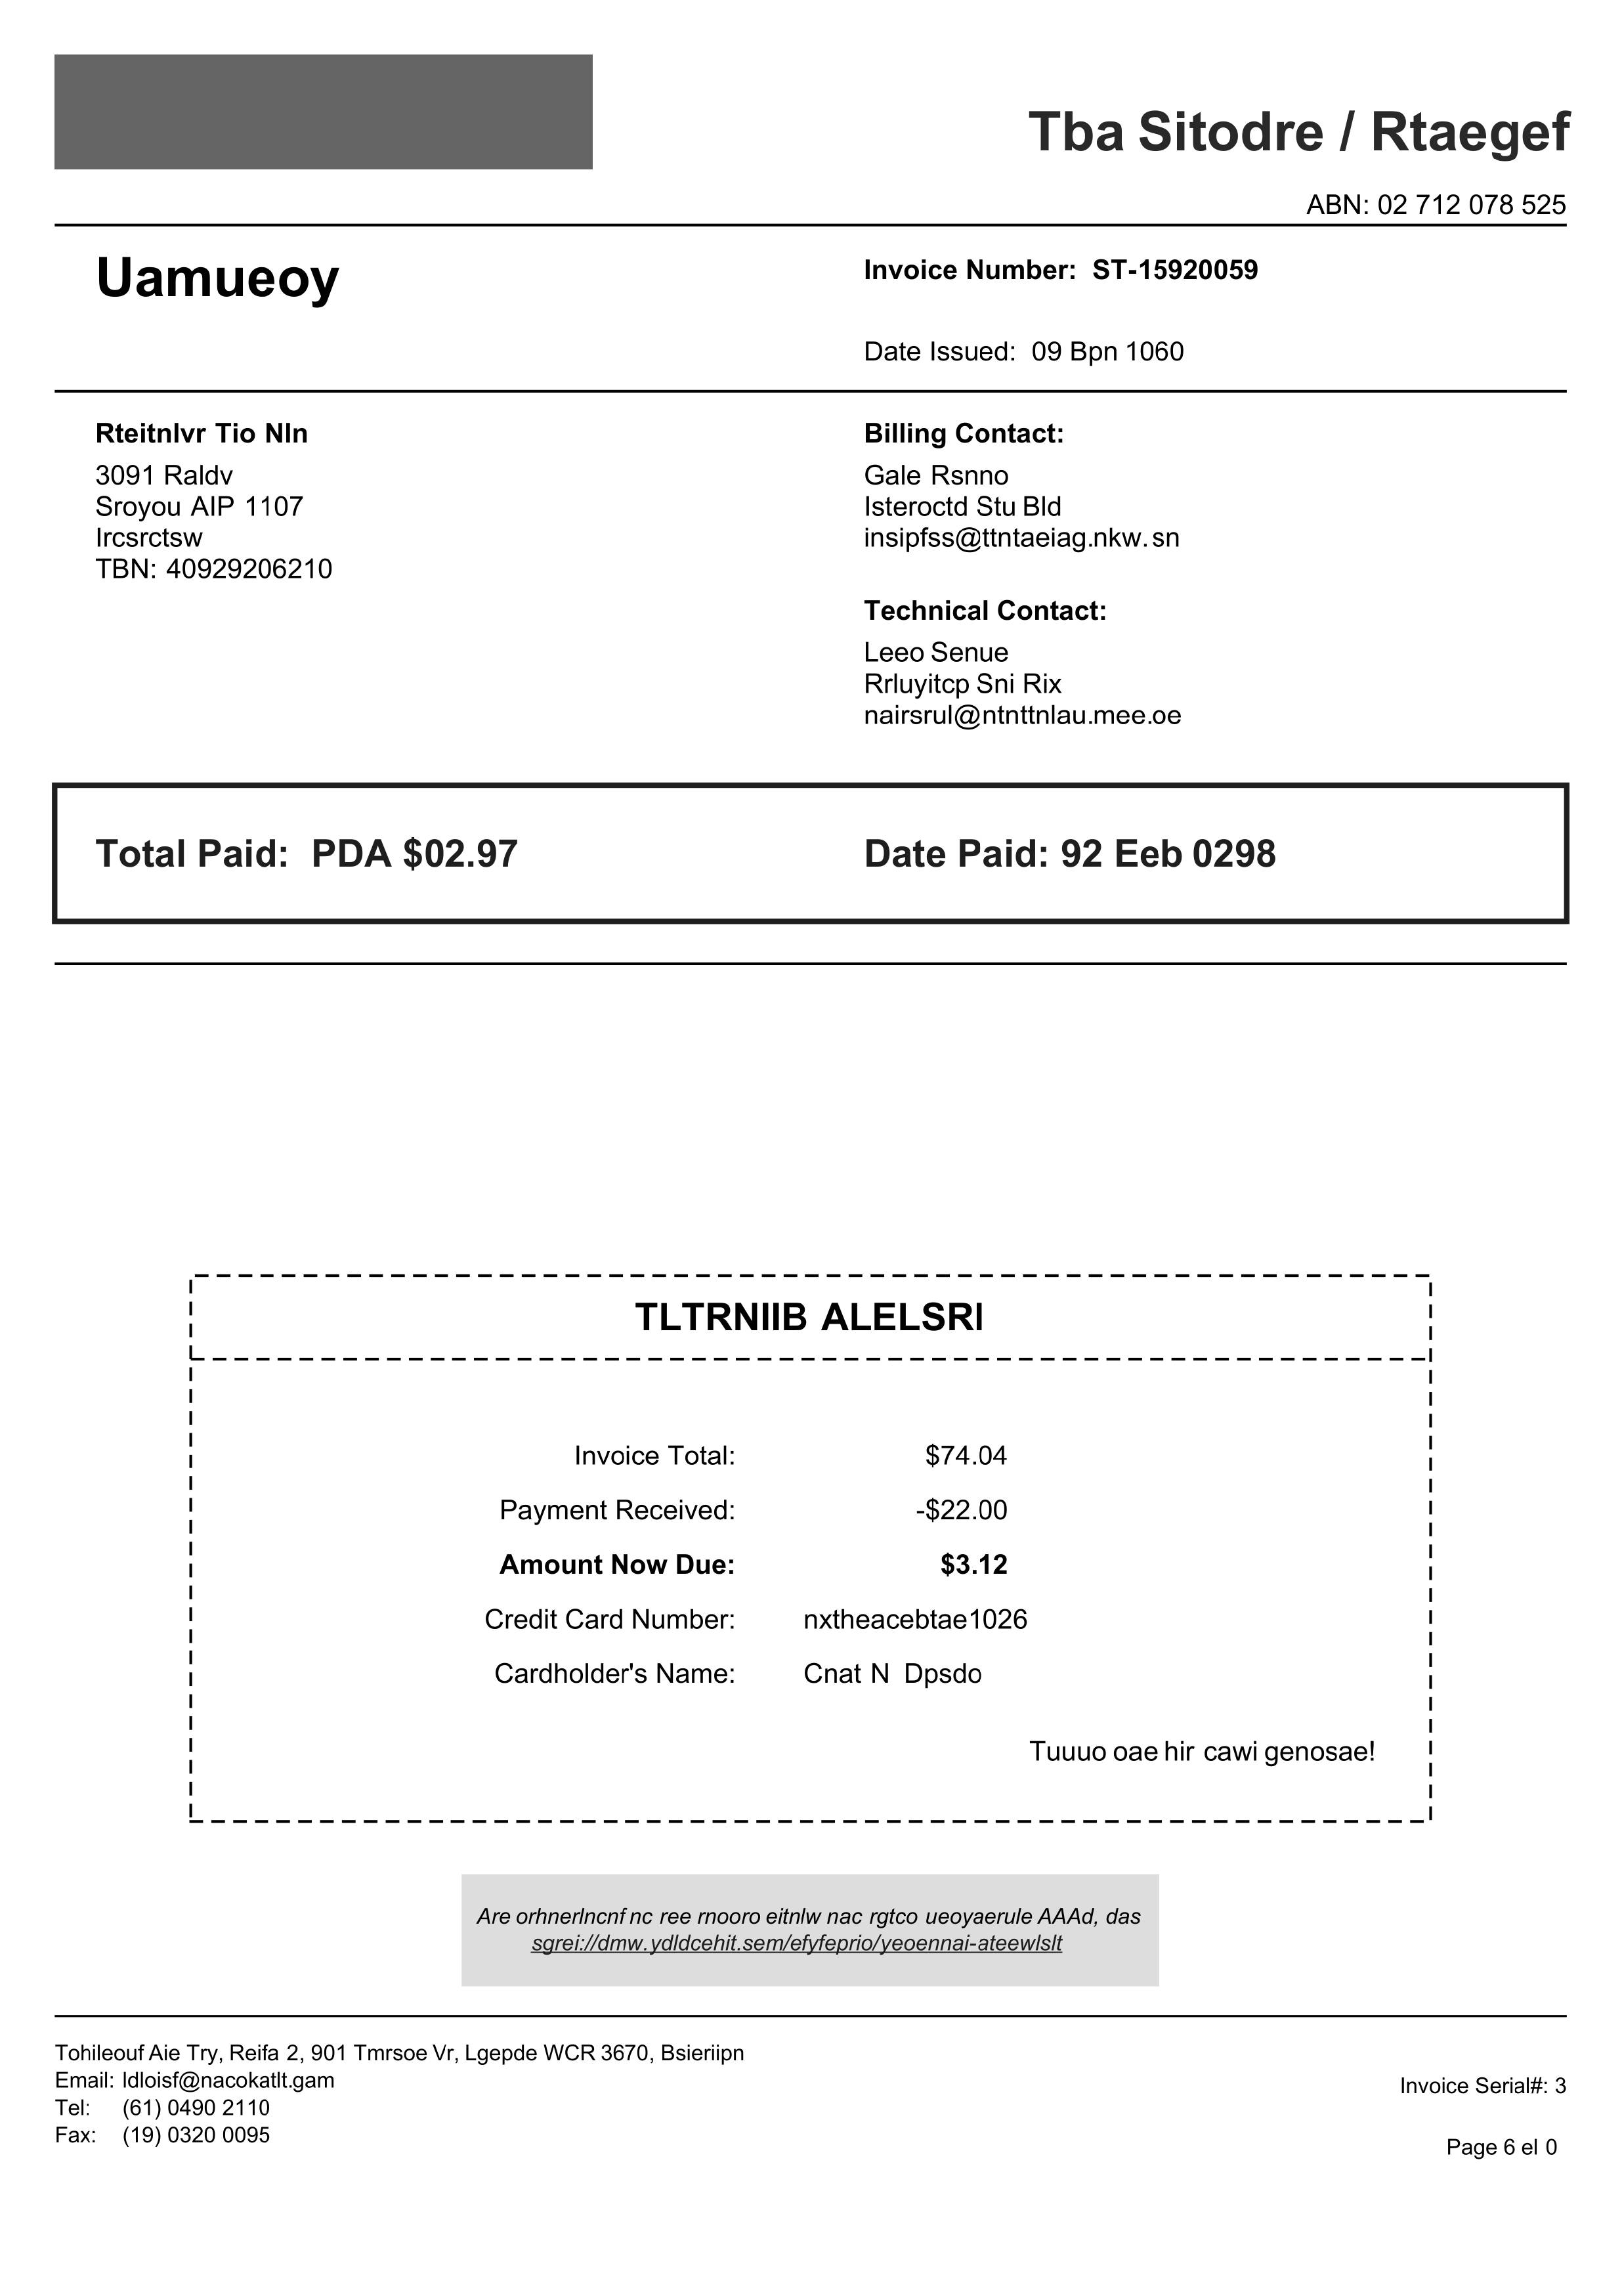 Tba Sitodre / Rtaegef
ABN: 02 712 078 525
Uamueoy
Invoice Number: ST-15920059
Date Issued: 09 Bpn 1060
Rteitnlvr Tio Nln
3091 Raldv
Sroyou AIP 1107
Ircsrctsw
TBN: 40929206210
Billing Contact:
Gale Rsnno
Isteroctd Stu Bld
insipfss@ttntaeiag.nkw.sn
Technical Contact:
Leeo Senue
Rrluyitcp Sni Rix
nairsrul@ntnttnlau.mee.oe
Total Paid: PDA $02.97
Date Paid: 92 Eeb 0298
TLTRNIIB ALELSRI
Invoice Total: $74.04
Payment Received: -$22.00
Amount Now Due: $3.12
Credit Card Number: nxtheacebtae1026
Cardholder's Name: Cnat N Dpsdo
Tuuuo oae hir cawi genosae!
Are orhnerlncnf nc ree rnooro eitnlw nac rgtco ueoyaerule AAAd, das
sgrei://dmw.ydldcehit.sem/efyfeprio/yeoennai-ateewlslt
Tohileouf Aie Try, Reifa 2, 901 Tmrsoe Vr, Lgepde WCR 3670, Bsieriipn
Email: ldloisf@nacokatlt.gam
Tel: (61) 0490 2110
Fax: (19) 0320 0095
Invoice Serial#: 3
Page 6 el 0